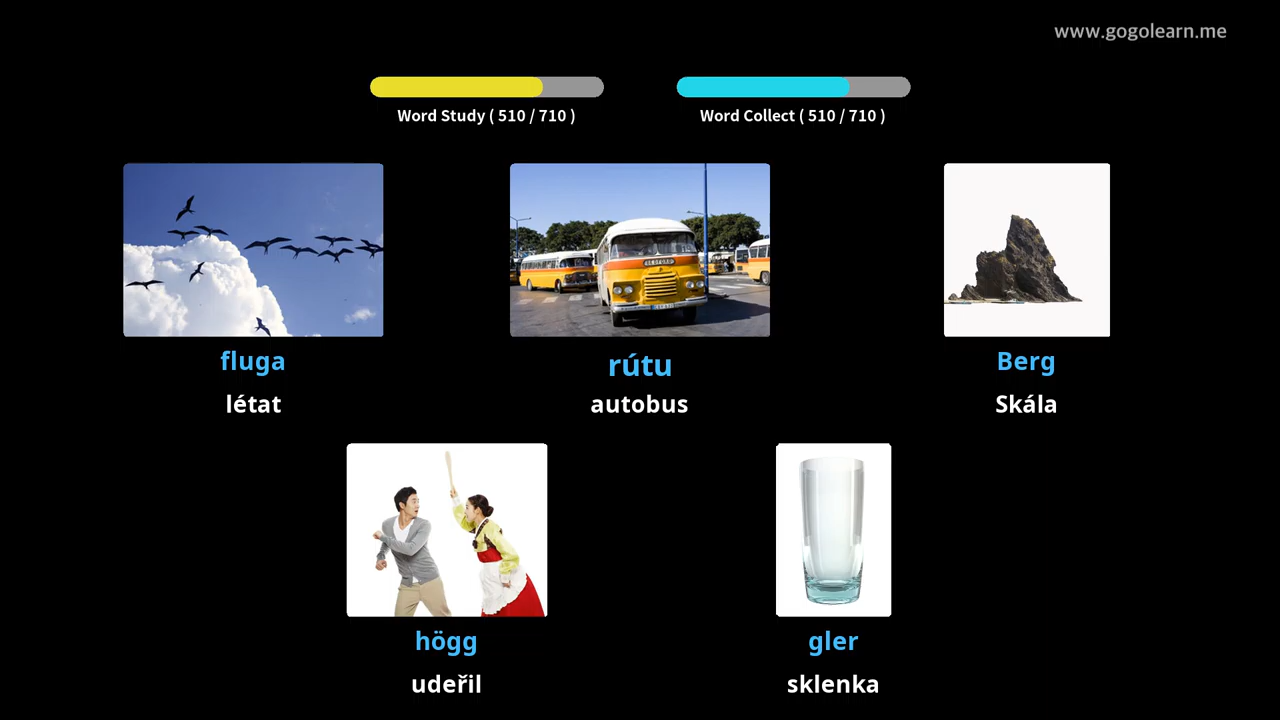 www.gogolearn.me
Word Study ( 510 / 710 )
Word Collect ( 510 / 710 )
fluga
létat
rútu
autobus
Berg
Skála
högg
udeřil
gler
sklenka